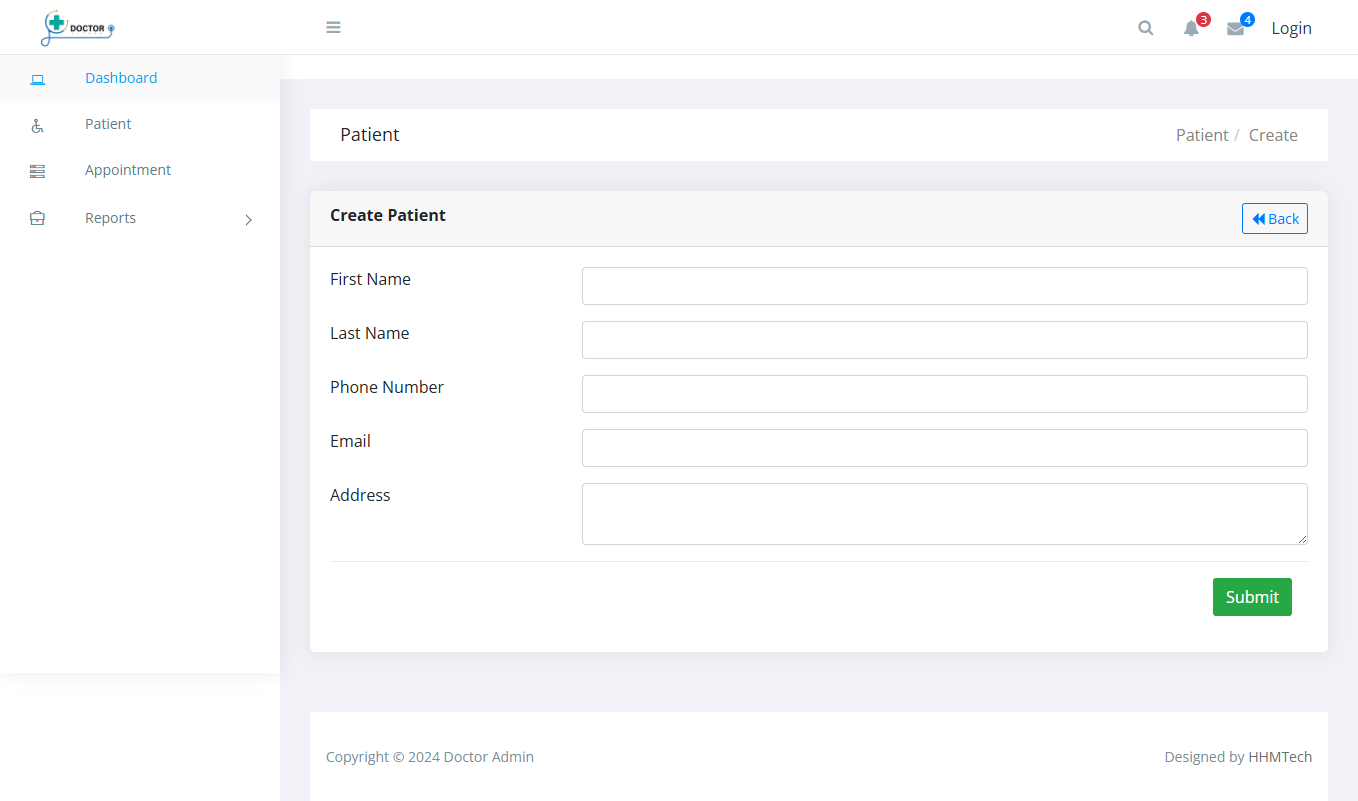 DOCTOR
3
4
Login
Dashboard
Patient
Appointment
Reports
Patient
Patient / Create
Create Patient
Back
First Name
Last Name
Phone Number
Email
Address
Submit
Copyright © 2024 Doctor Admin
Designed by HHMTech